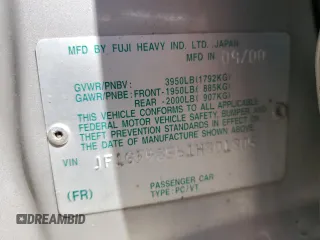 MFD BY FUJI HEAVY IND. LTD. JAPAN
MFD IN 09/00
GVWR/PNBV: 3950LB(1792KG)
GAWR/PNBE: FRONT-1950LB( 885KG)
REAR -2000LB( 907KG)
THIS VEHICLE CONFORMS TO ALL APPLICABLE
FEDERAL MOTOR VEHICLE SAFETY, BUMPER, AND
THEFT PREVENTION STANDARDS IN EFFECT ON THE
DATE OF MANUFACTURE SHOWN ABOVE.
VIN
(FR)
PASSENGER CAR
TYPE: PC/VT
DREAMBID